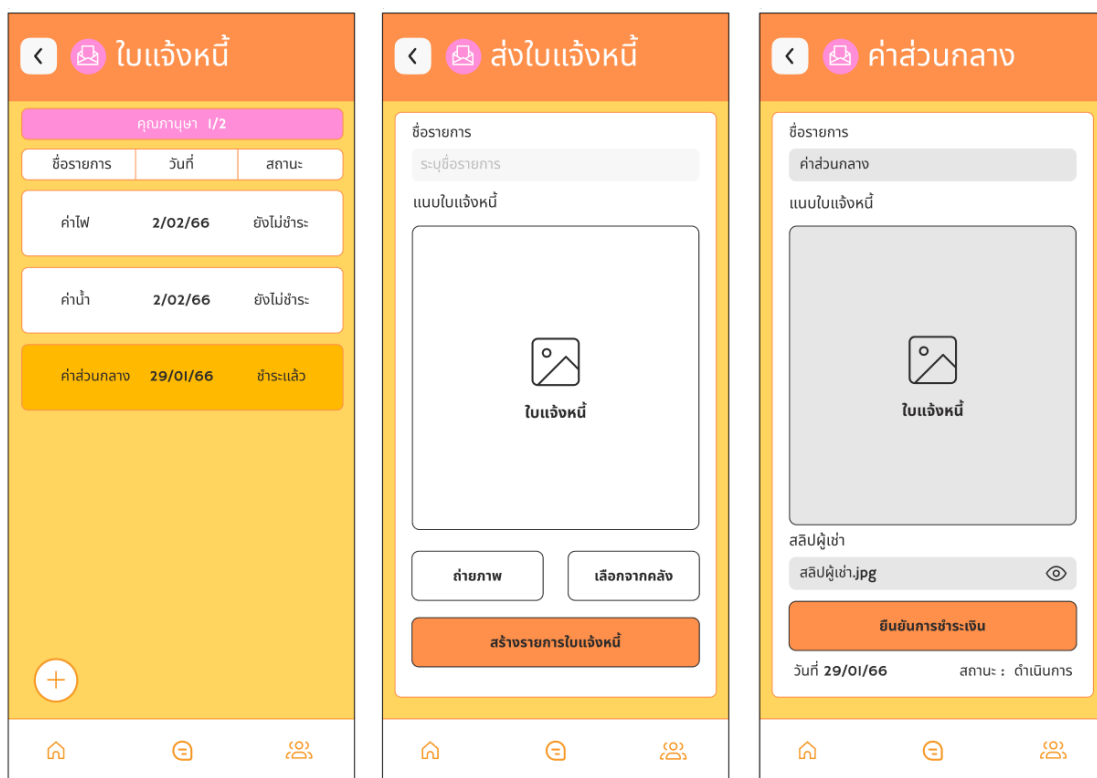 ใบแจ้งหนี้
คุณภานุษา 1/2
ชื่อรายการ วันที่ สถานะ
ค่าไฟ 2/02/66 ยังไม่ชำระ
ค่าน้ำ 2/02/66 ยังไม่ชำระ
ค่าส่วนกลาง 29/01/66 ชำระแล้ว
ส่งใบแจ้งหนี้
ชื่อรายการ
ระบุชื่อรายการ
แนบใบแจ้งหนี้
ใบแจ้งหนี้
ถ่ายภาพ เลือกจากคลัง
สร้างรายการใบแจ้งหนี้
ค่าส่วนกลาง
ชื่อรายการ
ค่าส่วนกลาง
แนบใบแจ้งหนี้
ใบแจ้งหนี้
สลิปผู้เช่า
สลิปผู้เช่า.jpg
ยืนยันการชำระเงิน
วันที่ 29/01/66 สถานะ : ดำเนินการ